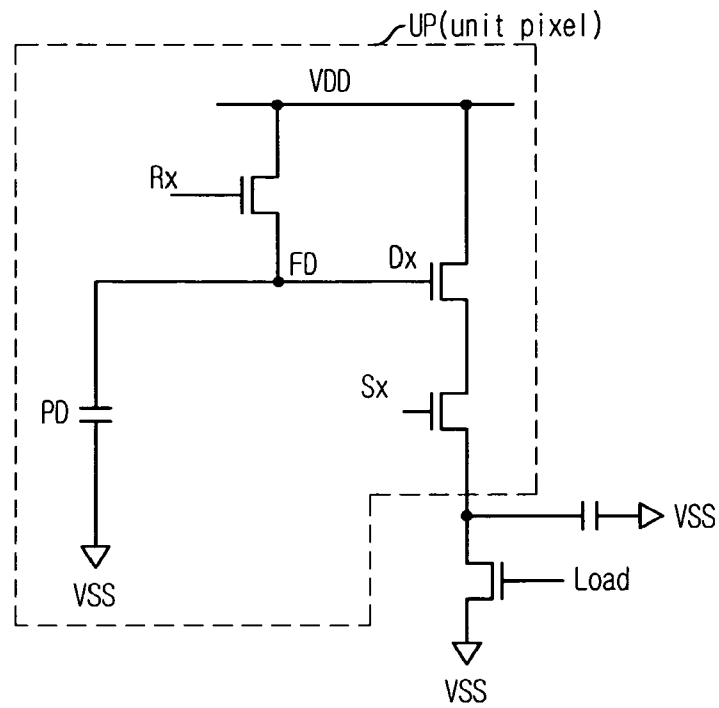 UP(unit pixel)
VDD
Rx
FD
Dx
Sx
PD
VSS
VSS
Load
VSS